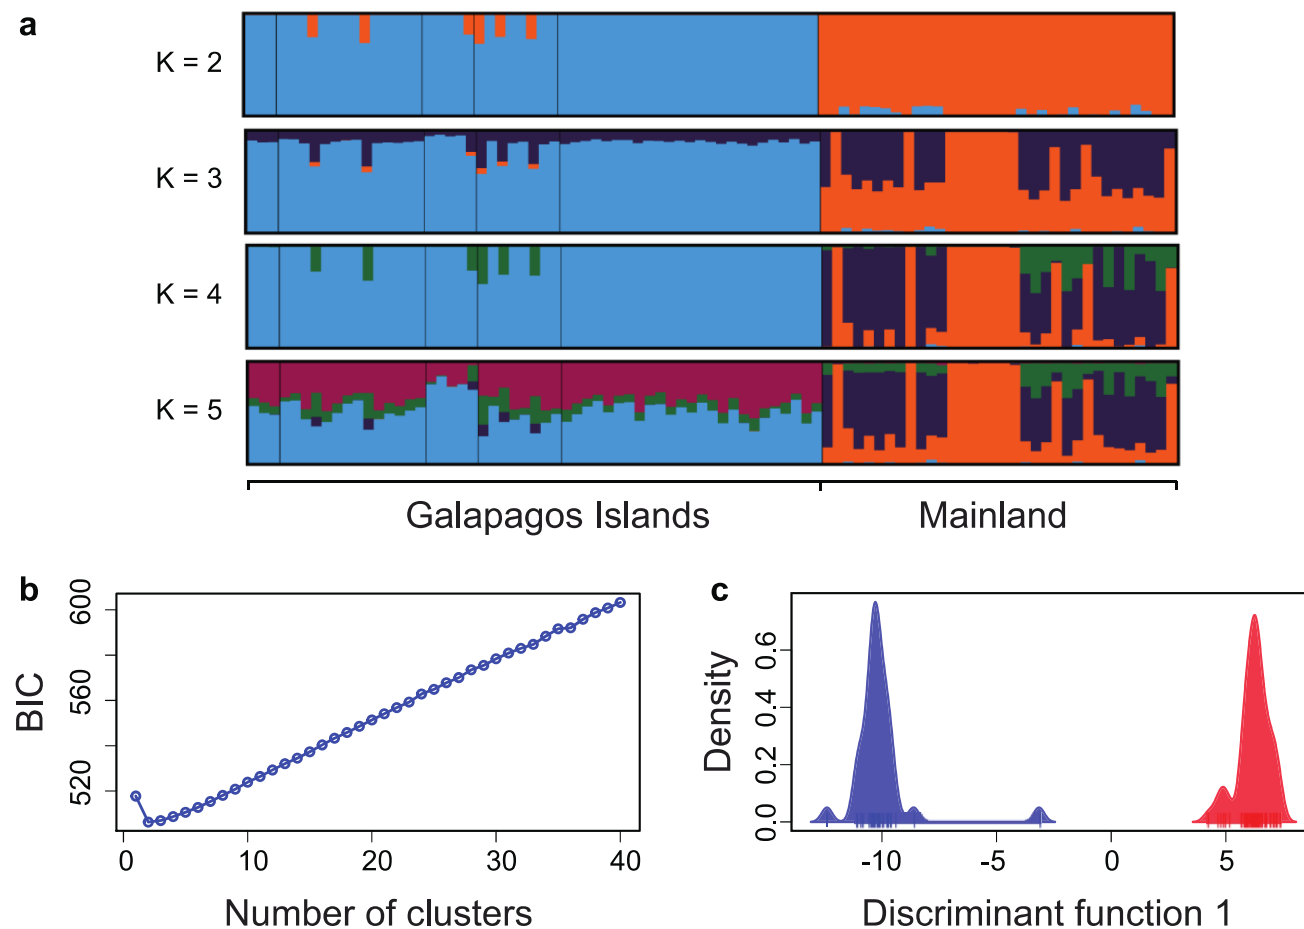 a
K = 2
K = 3
K = 4
K = 5
Galapagos Islands
Mainland
b
600
560
520
BIC
0
10
20
30
40
Number of clusters
c
0.6
0.4
0.2
0.0
Density
-10
-5
0
5
Discriminant function 1